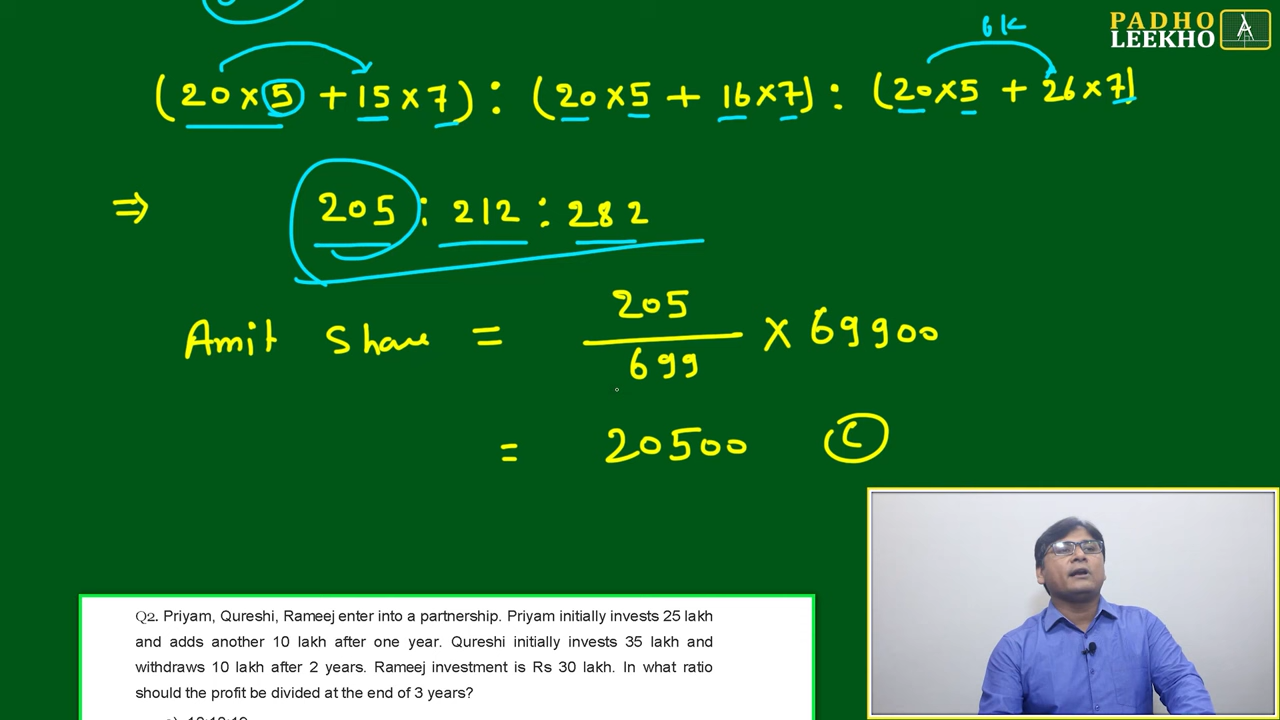 PADHO
LEEKHO
6K
(20×5 + 15×7) : (20×5 + 16×7) : (20×5 + 26×7)
⇒ 205 : 212 : 282
Amit Share = 205/699 × 69900
= 20500 (C)
Q2. Priyam, Qureshi, Rameej enter into a partnership. Priyam initially invests 25 lakh
and adds another 10 lakh after one year. Qureshi initially invests 35 lakh and
withdraws 10 lakh after 2 years. Rameej investment is Rs 30 lakh. In what ratio
should the profit be divided at the end of 3 years?